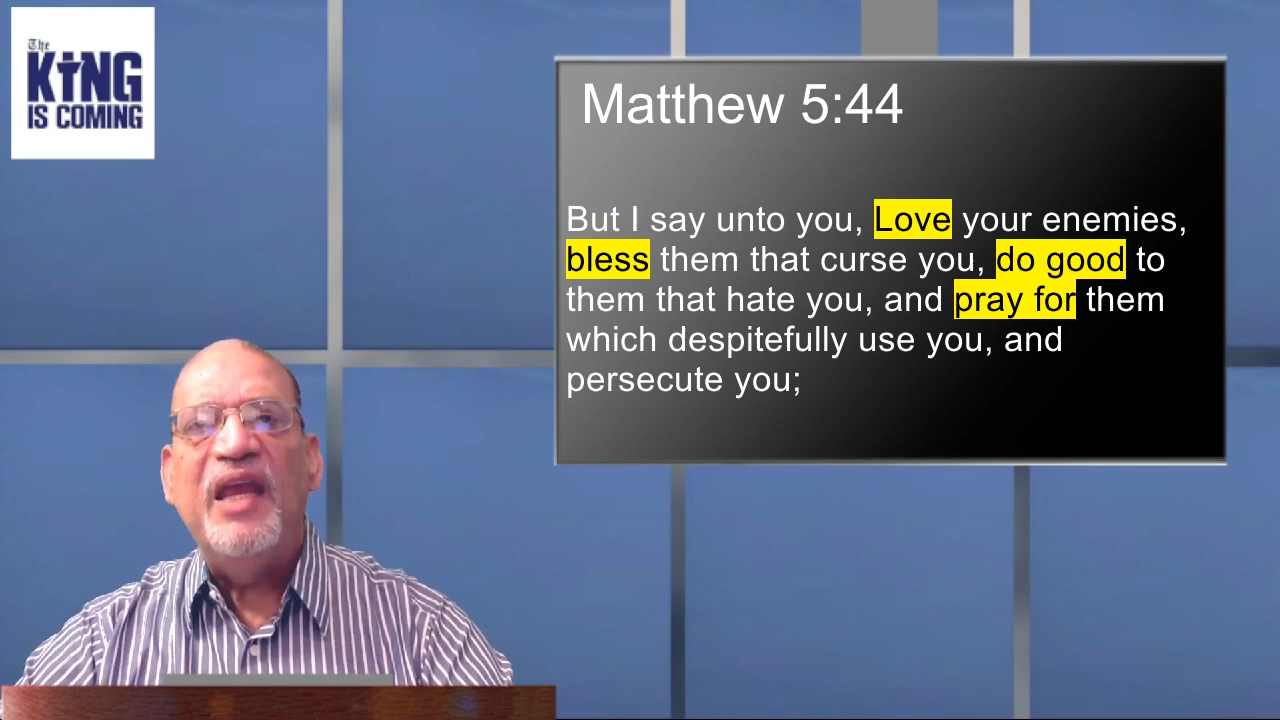 The
KING
IS COMING
Matthew 5:44
But I say unto you, Love your enemies,
bless them that curse you, do good to
them that hate you, and pray for them
which despitefully use you, and
persecute you;